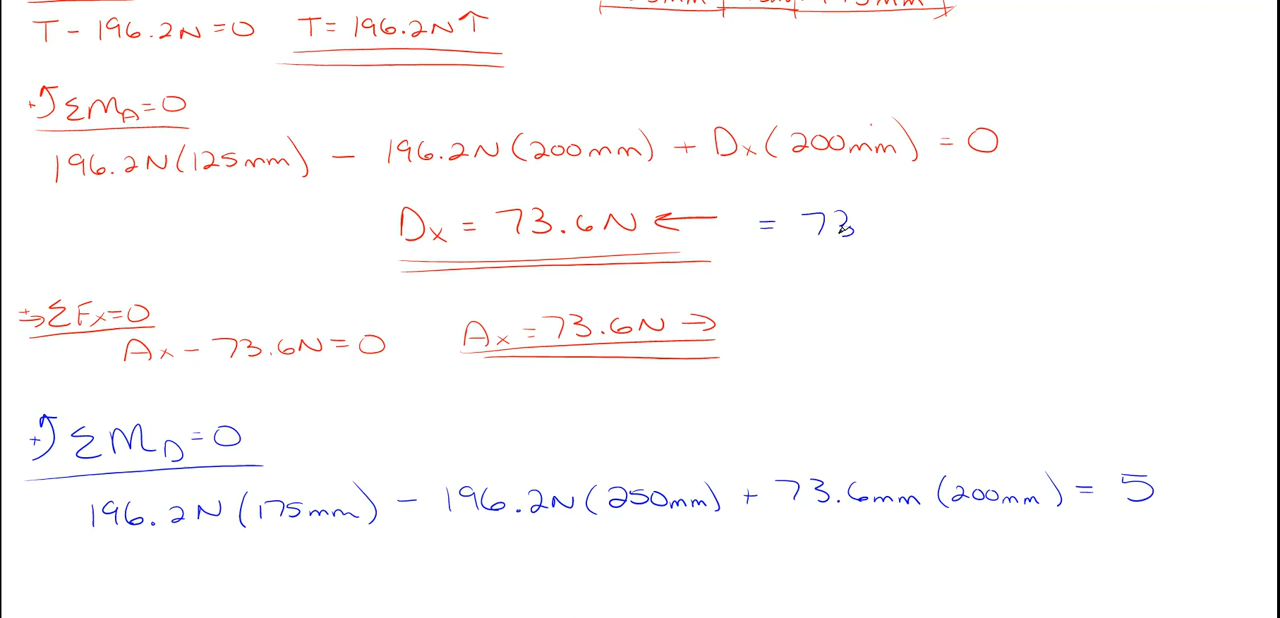 T - 196.2N = 0 T = 196.2N ↑
+↺ ΣM_A = 0
196.2N (125mm) - 196.2N (200mm) + Dx (200mm) = 0
Dx = 73.6N ← = 73
+→ ΣFx = 0
Ax - 73.6N = 0 Ax = 73.6N →
+↺ ΣM_D = 0
196.2N (175mm) - 196.2N (250mm) + 73.6mm (200mm) = 5